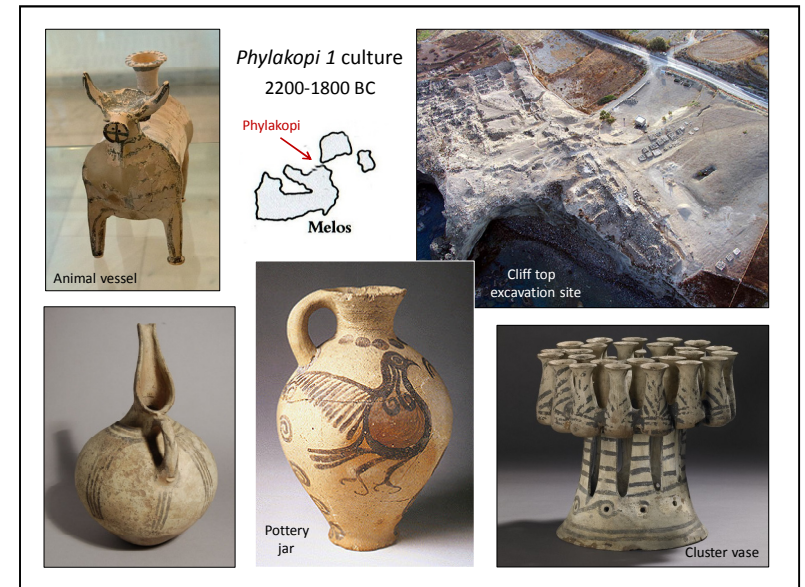 Phylakopi 1 culture
2200-1800 BC
Phylakopi
Melos
Animal vessel
Cliff top
excavation site
Pottery
jar
Cluster vase